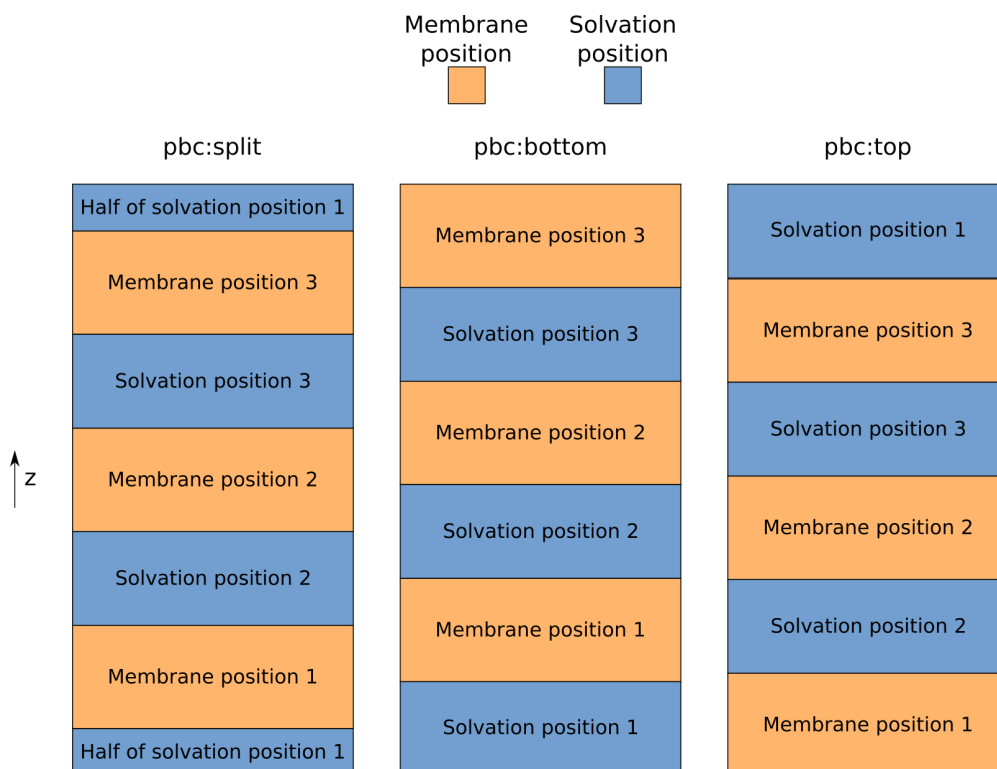 Membrane
position
Solvation
position
pbc:split
pbc:bottom
pbc:top
Half of solvation position 1
Membrane position 3
Solvation position 3
Membrane position 2
Solvation position 2
Membrane position 1
Half of solvation position 1
Membrane position 3
Solvation position 3
Membrane position 2
Solvation position 2
Membrane position 1
Solvation position 1
Solvation position 1
Membrane position 3
Solvation position 3
Membrane position 2
Solvation position 2
Membrane position 1
z